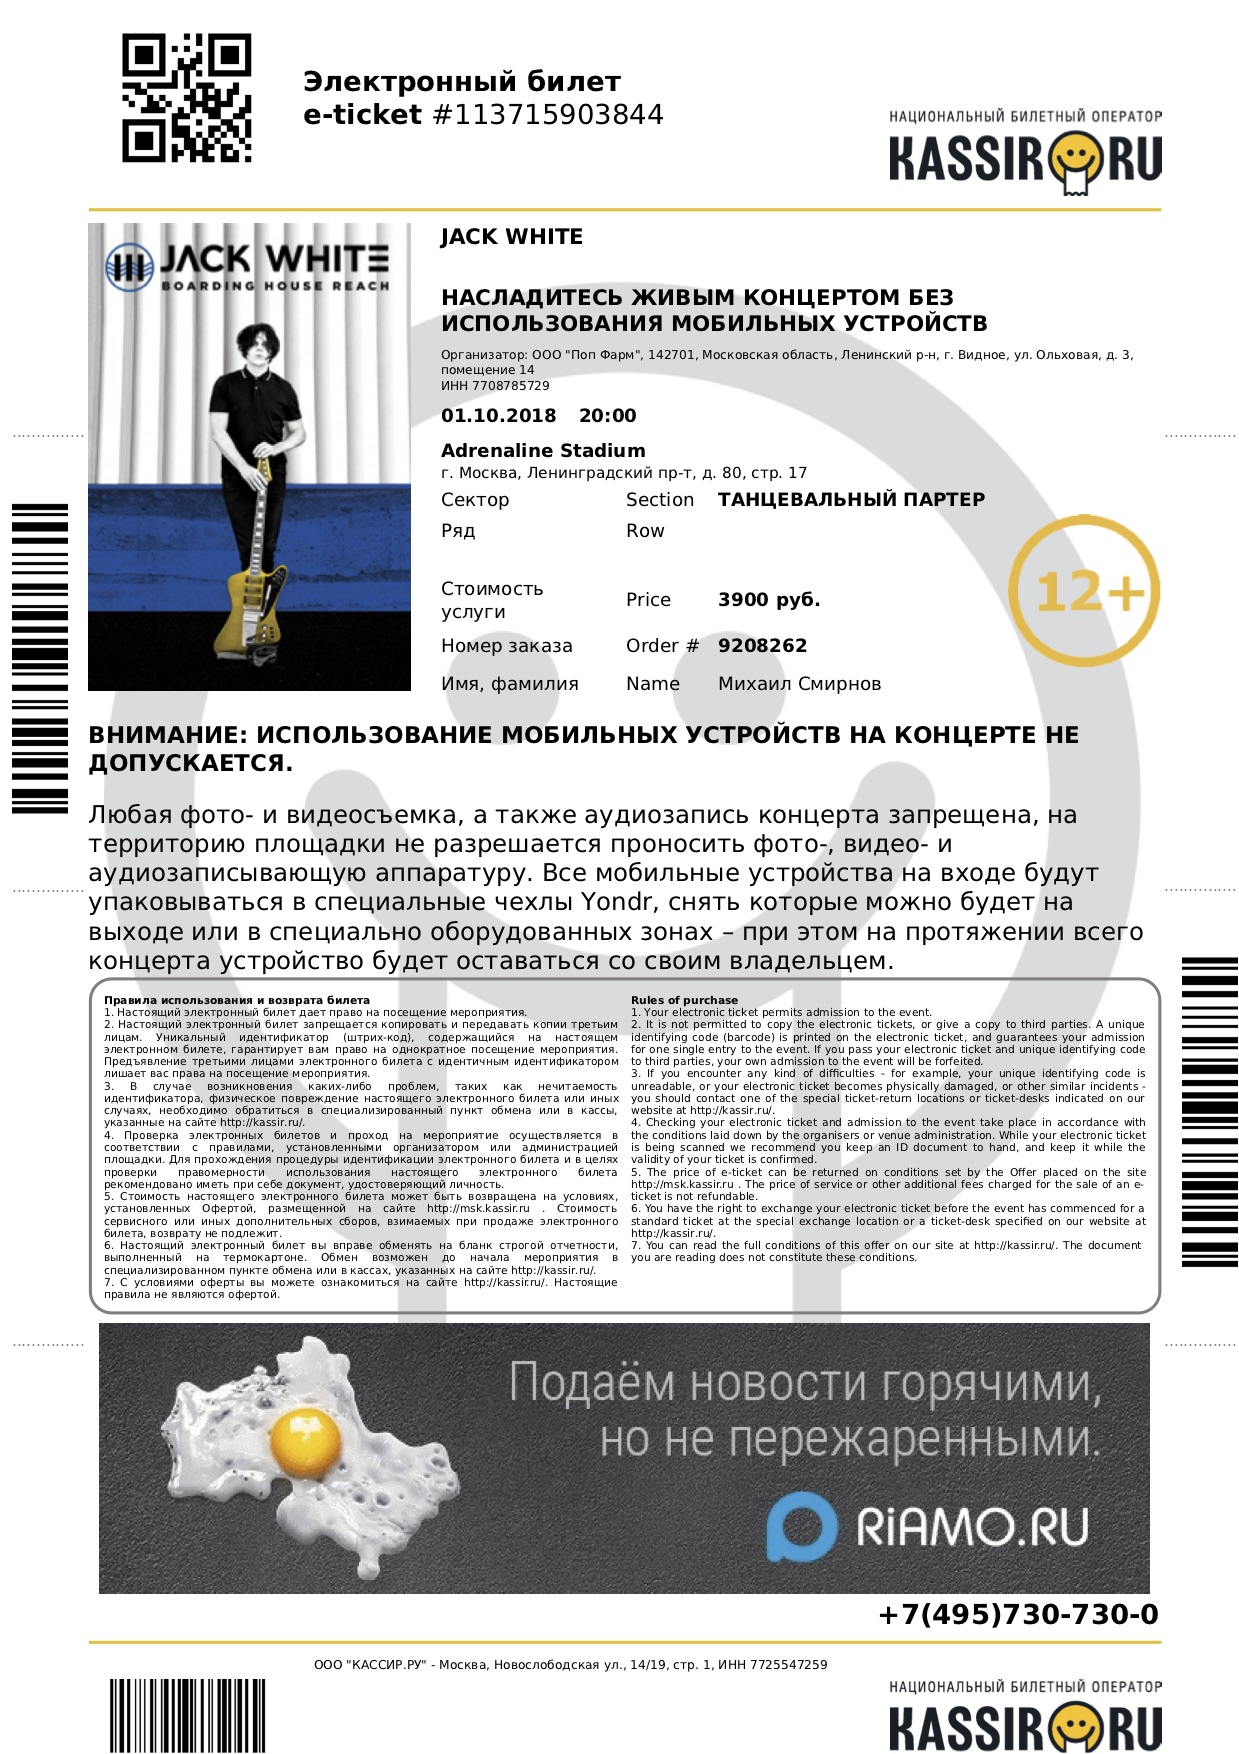 Электронный билет
e-ticket #113715903844
НАЦИОНАЛЬНЫЙ БИЛЕТНЫЙ ОПЕРАТОР
KASSIR RU
JACK WHITE
BOARDING HOUSE REACH
JACK WHITE
НАСЛАДИТЕСЬ ЖИВЫМ КОНЦЕРТОМ БЕЗ
ИСПОЛЬЗОВАНИЯ МОБИЛЬНЫХ УСТРОЙСТВ
Организатор: ООО "Поп Фарм", 142701, Московская область, Ленинский р-н, г. Видное, ул. Ольховая, д. 3,
помещение 14
ИНН 7708785729
01.10.2018 20:00
Adrenaline Stadium
г. Москва, Ленинградский пр-т, д. 80, стр. 17
Сектор Section ТАНЦЕВАЛЬНЫЙ ПАРТЕР
Ряд Row
12+
Стоимость
услуги Price 3900 руб.
Номер заказа Order # 9208262
Имя, фамилия Name Михаил Смирнов
ВНИМАНИЕ: ИСПОЛЬЗОВАНИЕ МОБИЛЬНЫХ УСТРОЙСТВ НА КОНЦЕРТЕ НЕ
ДОПУСКАЕТСЯ.
Любая фото- и видеосъемка, а также аудиозапись концерта запрещена, на
территорию площадки не разрешается проносить фото-, видео- и
аудиозаписывающую аппаратуру. Все мобильные устройства на входе будут
упаковываться в специальные чехлы Yondr, снять которые можно будет на
выходе или в специально оборудованных зонах – при этом на протяжении всего
концерта устройство будет оставаться со своим владельцем.
Правила использования и возврата билета
1. Настоящий электронный билет дает право на посещение мероприятия.
2. Настоящий электронный билет запрещается копировать и передавать копии третьим
лицам. Уникальный идентификатор (штрих-код), содержащийся на настоящем
электронном билете, гарантирует вам право на однократное посещение мероприятия.
Предъявление третьими лицами электронного билета с идентичным идентификатором
лишает вас права на посещение мероприятия.
3. В случае возникновения каких-либо проблем, таких как нечитаемость
идентификатора, физическое повреждение настоящего электронного билета или иных
случаях, необходимо обратиться в специализированный пункт обмена или в кассы,
указанные на сайте http://kassir.ru/.
4. Проверка электронных билетов и проход на мероприятие осуществляется в
соответствии с правилами, установленными организатором или администрацией
площадки. Для прохождения процедуры идентификации электронного билета и в целях
проверки правомерности использования настоящего электронного билета
рекомендовано иметь при себе документ, удостоверяющий личность.
5. Стоимость настоящего электронного билета может быть возвращена на условиях,
установленных Офертой, размещенной на сайте http://msk.kassir.ru . Стоимость
сервисного или иных дополнительных сборов, взимаемых при продаже электронного
билета, возврату не подлежит.
6. Настоящий электронный билет вы вправе обменять на бланк строгой отчетности,
выполненный на термокартоне. Обмен возможен до начала мероприятия в
специализированном пункте обмена или в кассах, указанных на сайте http://kassir.ru/.
7. С условиями оферты вы можете ознакомиться на сайте http://kassir.ru/. Настоящие
правила не являются офертой.
Rules of purchase
1. Your electronic ticket permits admission to the event.
2. It is not permitted to copy the electronic tickets, or give a copy to third parties. A unique
identifying code (barcode) is printed on the electronic ticket, and guarantees your admission
for one single entry to the event. If you pass your electronic ticket and unique identifying code
to third parties, your own admission to the event will be forfeited.
3. If you encounter any kind of difficulties - for example, your unique identifying code is
unreadable, or your electronic ticket becomes physically damaged, or other similar incidents -
you should contact one of the special ticket-return locations or ticket-desks indicated on our
website at http://kassir.ru/.
4. Checking your electronic ticket and admission to the event take place in accordance with
the conditions laid down by the organisers or venue administration. While your electronic ticket
is being scanned we recommend you keep an ID document to hand, and keep it while the
validity of your ticket is confirmed.
5. The price of e-ticket can be returned on conditions set by the Offer placed on the site
http://msk.kassir.ru . The price of service or other additional fees charged for the sale of an e-
ticket is not refundable.
6. You have the right to exchange your electronic ticket before the event has commenced for a
standard ticket at the special exchange location or a ticket-desk specified on our website at
http://kassir.ru/.
7. You can read the full conditions of this offer on our site at http://kassir.ru/. The document
you are reading does not constitute these conditions.
Подаём новости горячими,
но не пережаренными.
RiAMO.RU
+7(495)730-730-0
ООО "КАССИР.РУ" - Москва, Новослободская ул., 14/19, стр. 1, ИНН 7725547259
НАЦИОНАЛЬНЫЙ БИЛЕТНЫЙ ОПЕРАТОР
KASSIR RU